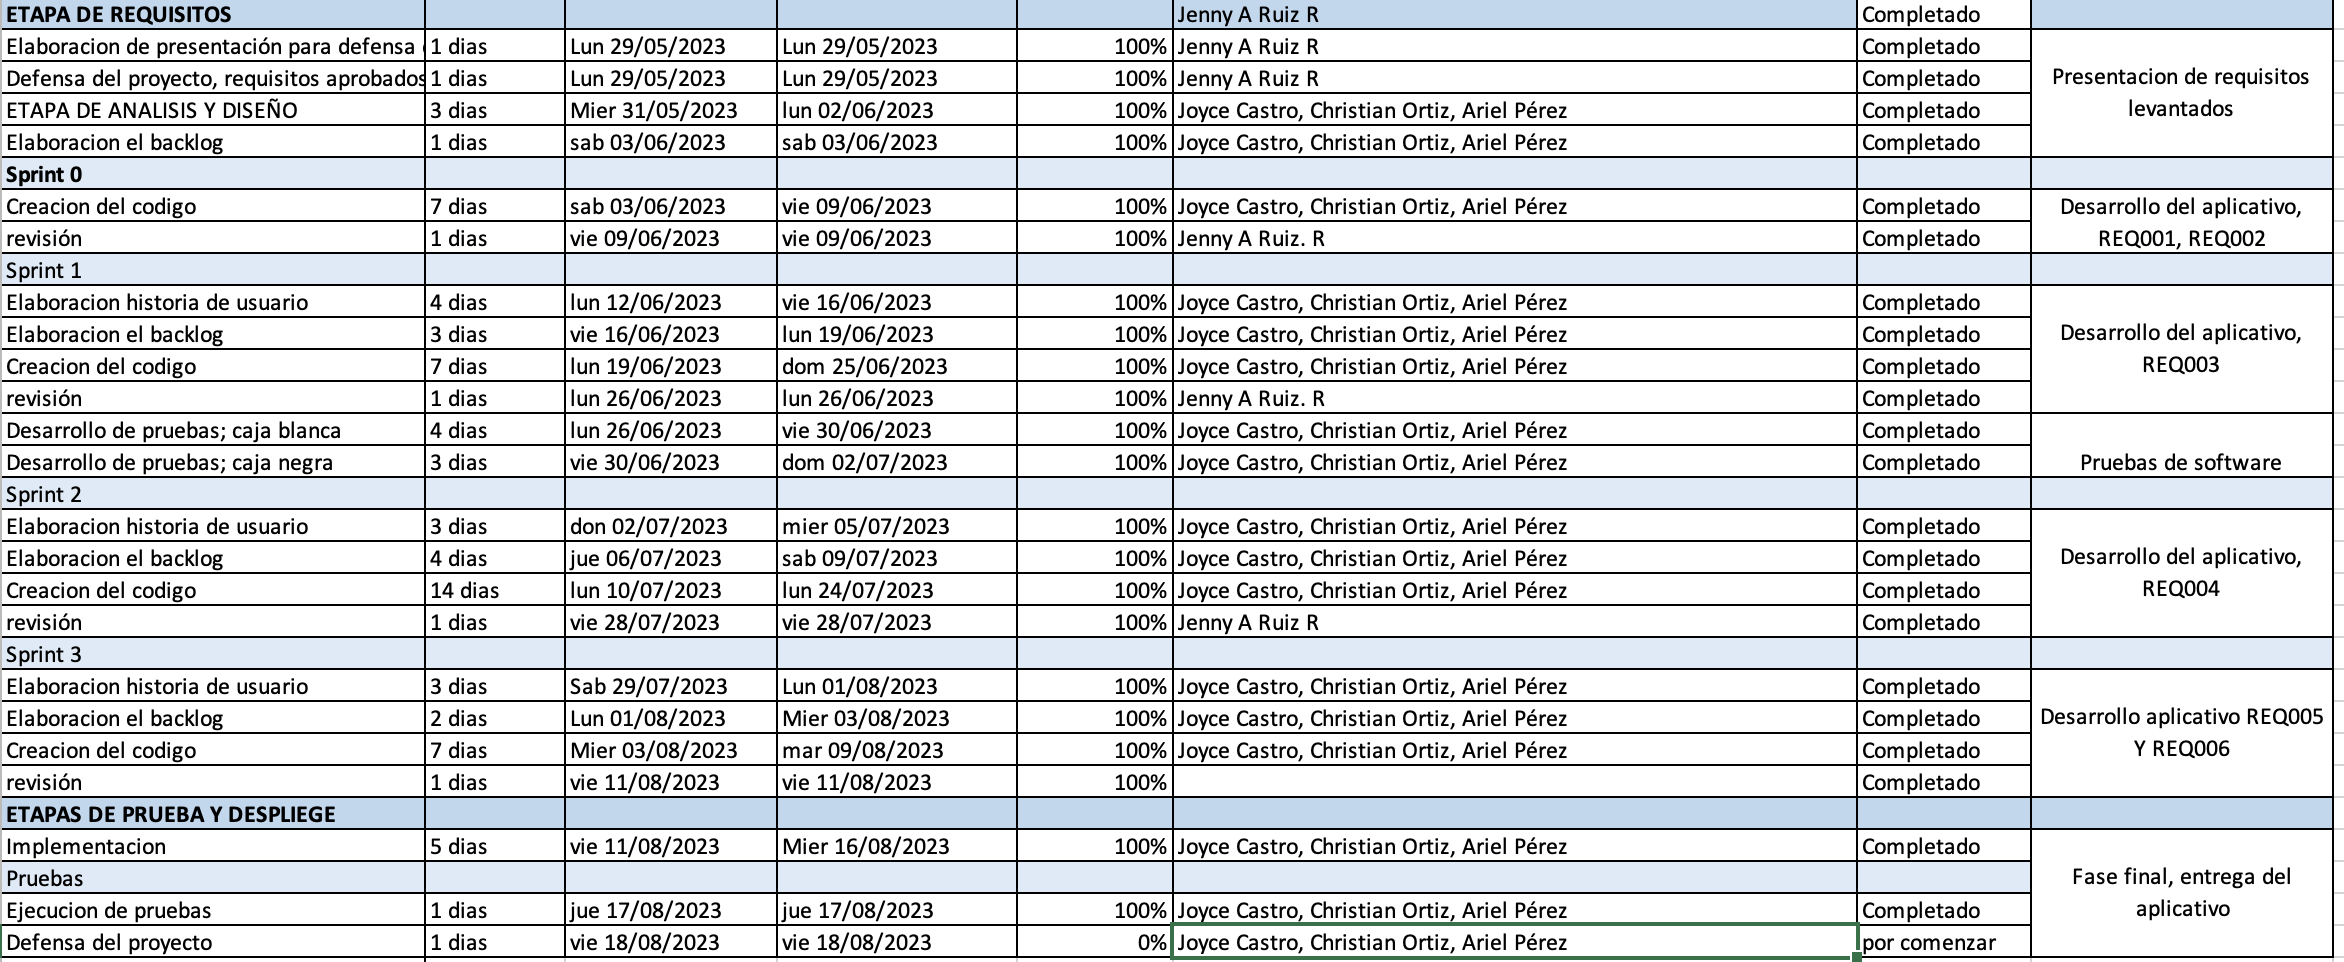 ETAPA DE REQUISITOS Jenny A Ruiz R Completado
Elaboracion de presentación para defensa 1 dias Lun 29/05/2023 Lun 29/05/2023 100% Jenny A Ruiz R Completado
Defensa del proyecto, requisitos aprobados 1 dias Lun 29/05/2023 Lun 29/05/2023 100% Jenny A Ruiz R Completado
Presentacion de requisitos
levantados
ETAPA DE ANALISIS Y DISEÑO 3 dias Mier 31/05/2023 lun 02/06/2023 100% Joyce Castro, Christian Ortiz, Ariel Pérez Completado
Elaboracion el backlog 1 dias sab 03/06/2023 sab 03/06/2023 100% Joyce Castro, Christian Ortiz, Ariel Pérez Completado
Sprint 0
Creacion del codigo 7 dias sab 03/06/2023 vie 09/06/2023 100% Joyce Castro, Christian Ortiz, Ariel Pérez Completado Desarrollo del aplicativo,
revisión 1 dias vie 09/06/2023 vie 09/06/2023 100% Jenny A Ruiz. R Completado REQ001, REQ002
Sprint 1
Elaboracion historia de usuario 4 dias lun 12/06/2023 vie 16/06/2023 100% Joyce Castro, Christian Ortiz, Ariel Pérez Completado
Elaboracion el backlog 3 dias vie 16/06/2023 lun 19/06/2023 100% Joyce Castro, Christian Ortiz, Ariel Pérez Completado Desarrollo del aplicativo,
Creacion del codigo 7 dias lun 19/06/2023 dom 25/06/2023 100% Joyce Castro, Christian Ortiz, Ariel Pérez Completado REQ003
revisión 1 dias lun 26/06/2023 lun 26/06/2023 100% Jenny A Ruiz. R Completado
Desarrollo de pruebas; caja blanca 4 dias lun 26/06/2023 vie 30/06/2023 100% Joyce Castro, Christian Ortiz, Ariel Pérez Completado
Desarrollo de pruebas; caja negra 3 dias vie 30/06/2023 dom 02/07/2023 100% Joyce Castro, Christian Ortiz, Ariel Pérez Completado Pruebas de software
Sprint 2
Elaboracion historia de usuario 3 dias don 02/07/2023 mier 05/07/2023 100% Joyce Castro, Christian Ortiz, Ariel Pérez Completado
Elaboracion el backlog 4 dias jue 06/07/2023 sab 09/07/2023 100% Joyce Castro, Christian Ortiz, Ariel Pérez Completado Desarrollo del aplicativo,
Creacion del codigo 14 dias lun 10/07/2023 lun 24/07/2023 100% Joyce Castro, Christian Ortiz, Ariel Pérez Completado REQ004
revisión 1 dias vie 28/07/2023 vie 28/07/2023 100% Jenny A Ruiz R Completado
Sprint 3
Elaboracion historia de usuario 3 dias Sab 29/07/2023 Lun 01/08/2023 100% Joyce Castro, Christian Ortiz, Ariel Pérez Completado
Elaboracion el backlog 2 dias Lun 01/08/2023 Mier 03/08/2023 100% Joyce Castro, Christian Ortiz, Ariel Pérez Completado Desarrollo aplicativo REQ005
Creacion del codigo 7 dias Mier 03/08/2023 mar 09/08/2023 100% Joyce Castro, Christian Ortiz, Ariel Pérez Completado Y REQ006
revisión 1 dias vie 11/08/2023 vie 11/08/2023 100% Completado
ETAPAS DE PRUEBA Y DESPLIEGE
Implementacion 5 dias vie 11/08/2023 Mier 16/08/2023 100% Joyce Castro, Christian Ortiz, Ariel Pérez Completado
Pruebas Fase final, entrega del
Ejecucion de pruebas 1 dias jue 17/08/2023 jue 17/08/2023 100% Joyce Castro, Christian Ortiz, Ariel Pérez Completado aplicativo
Defensa del proyecto 1 dias vie 18/08/2023 vie 18/08/2023 0% Joyce Castro, Christian Ortiz, Ariel Pérez por comenzar